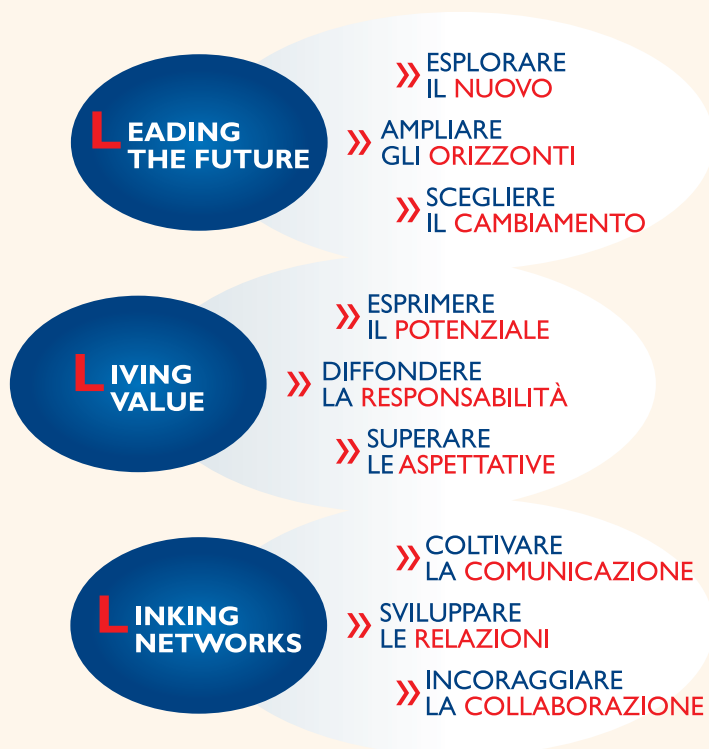 LEADING
THE FUTURE
» ESPLORARE
IL NUOVO
» AMPLIARE
GLI ORIZZONTI
» SCEGLIERE
IL CAMBIAMENTO
LIVING
VALUE
» ESPRIMERE
IL POTENZIALE
» DIFFONDERE
LA RESPONSABILITÀ
» SUPERARE
LE ASPETTATIVE
LINKING
NETWORKS
» COLTIVARE
LA COMUNICAZIONE
» SVILUPPARE
LE RELAZIONI
» INCORAGGIARE
LA COLLABORAZIONE